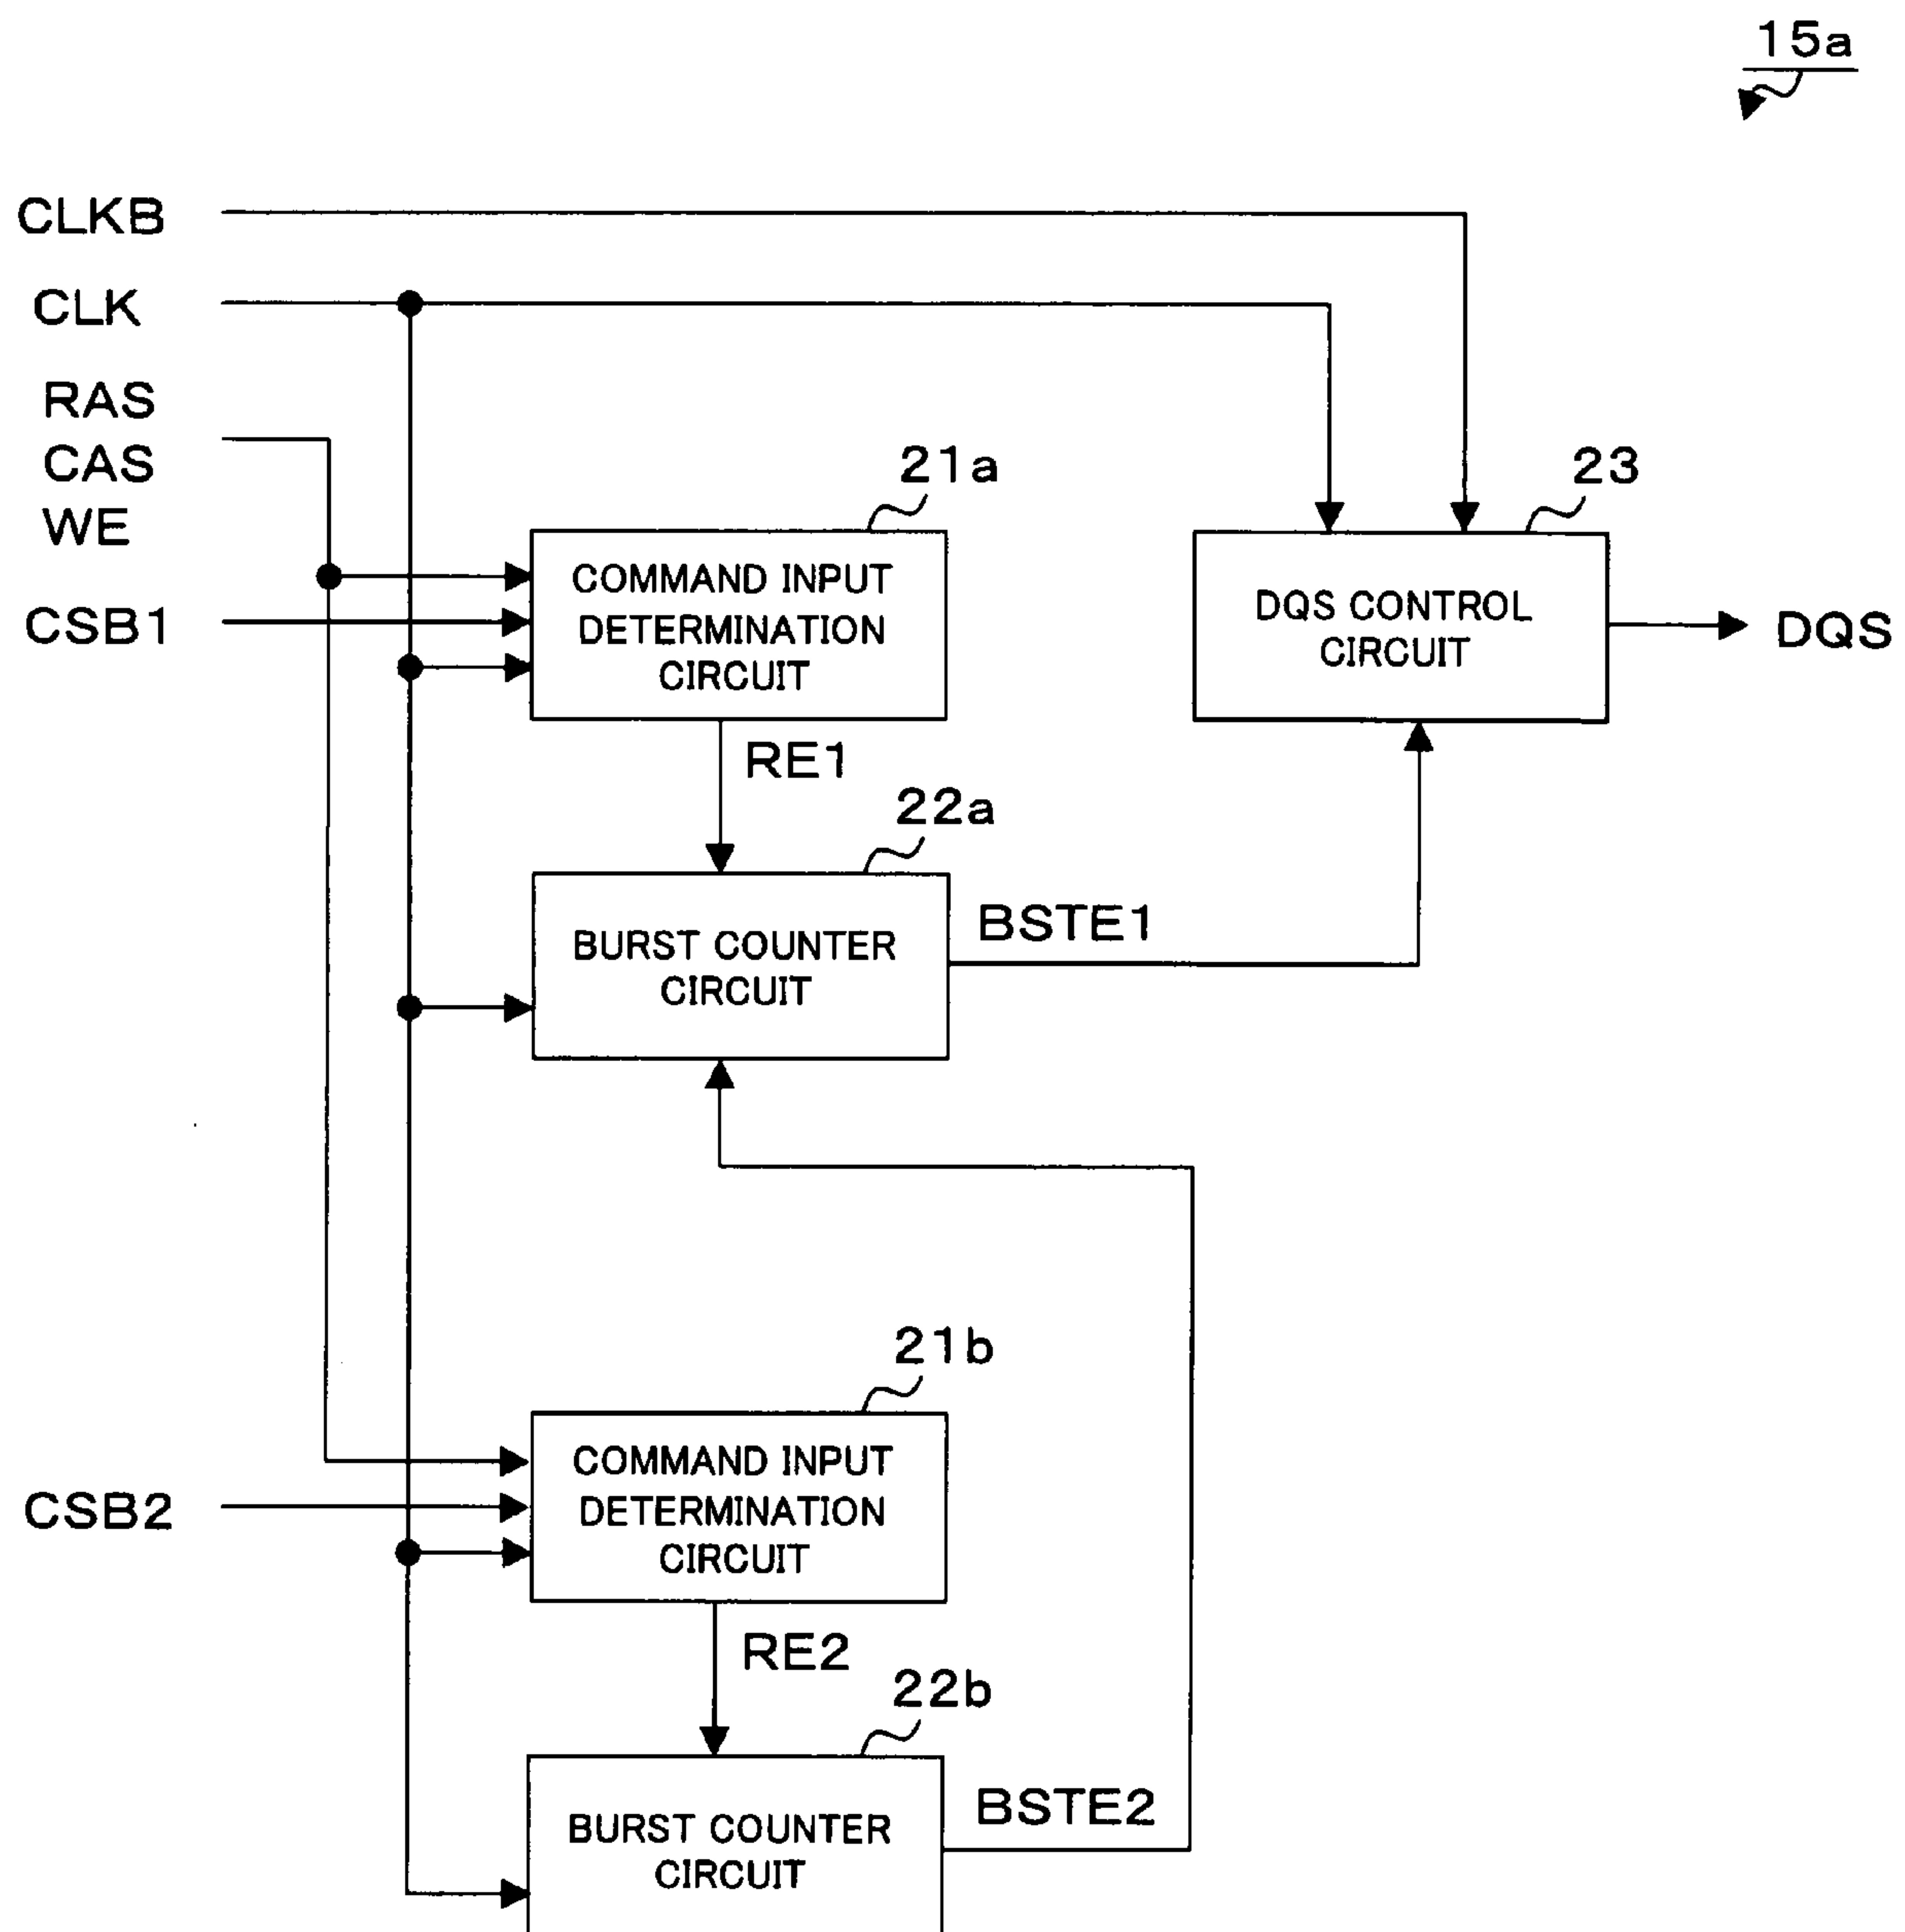 15a
CLKB
CLK
RAS
CAS
WE
21a
23
COMMAND INPUT
DETERMINATION
CIRCUIT
CSB1
DQS CONTROL
CIRCUIT
DQS
RE1
22a
BURST COUNTER
CIRCUIT
BSTE1
21b
COMMAND INPUT
DETERMINATION
CIRCUIT
CSB2
RE2
22b
BURST COUNTER
CIRCUIT
BSTE2